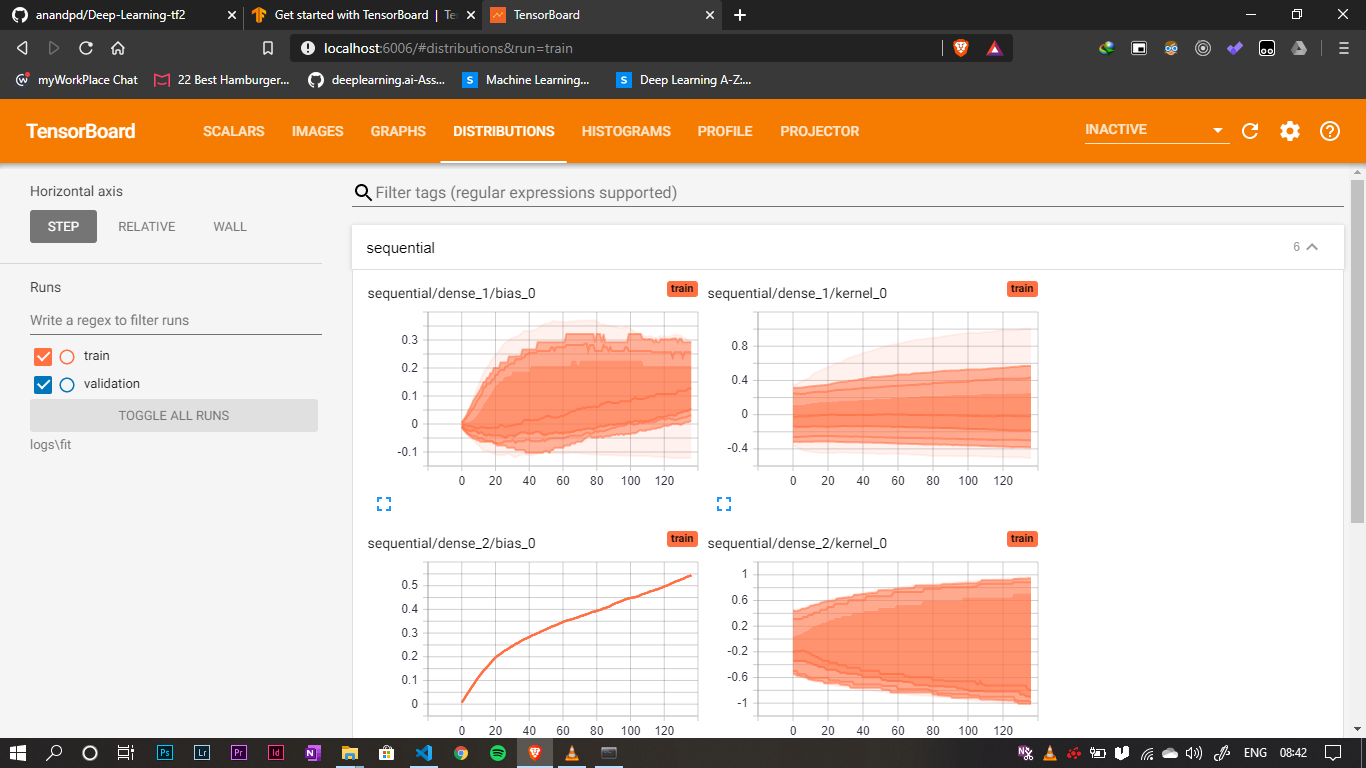 anandpd/Deep-Learning-tf2
Get started with TensorBoard | Te
TensorBoard
localhost:6006/#distributions&run=train
myWorkPlace Chat
22 Best Hamburger...
deeplearning.ai-Ass...
Machine Learning...
Deep Learning A-Z:...
TensorBoard
SCALARS
IMAGES
GRAPHS
DISTRIBUTIONS
HISTOGRAMS
PROFILE
PROJECTOR
INACTIVE
Horizontal axis
STEP
RELATIVE
WALL
Runs
Write a regex to filter runs
train
validation
TOGGLE ALL RUNS
logs\fit
Filter tags (regular expressions supported)
sequential
6
sequential/dense_1/bias_0
train
0.3
0.2
0.1
0
-0.1
0 20 40 60 80 100 120
sequential/dense_1/kernel_0
train
0.8
0.4
0
-0.4
0 20 40 60 80 100 120
sequential/dense_2/bias_0
train
0.5
0.4
0.3
0.2
0.1
0
0 20 40 60 80 100 120
sequential/dense_2/kernel_0
train
1
0.6
0.2
-0.2
-0.6
-1
0 20 40 60 80 100 120
Ps
Lr
Pr
Id
N
ENG
08:42